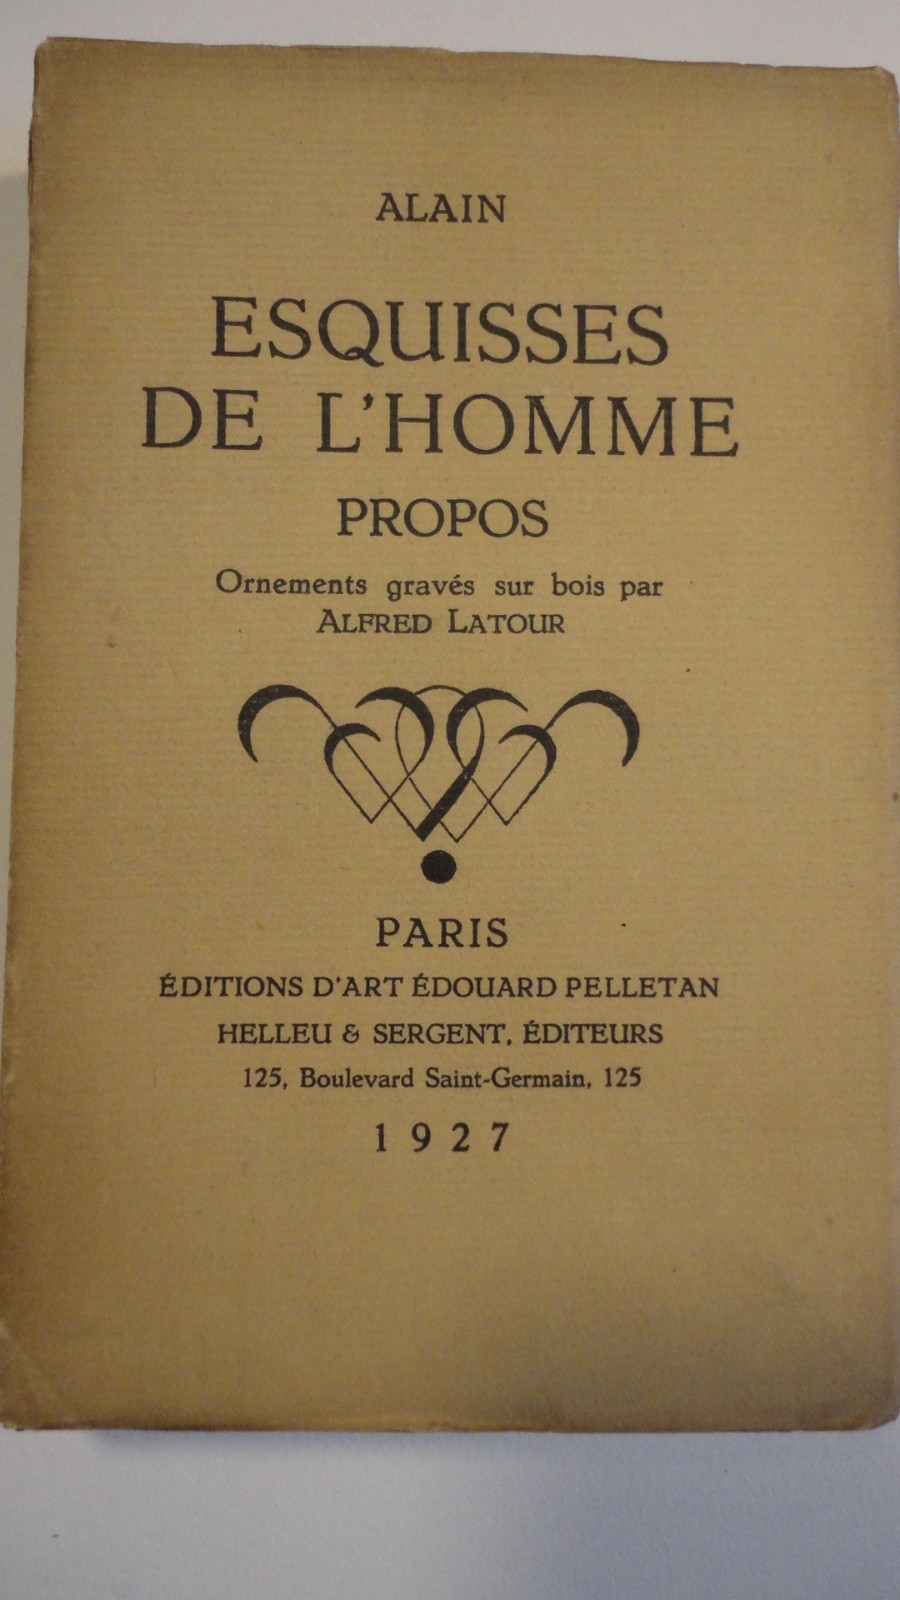 ALAIN
ESQUISSES
DE L'HOMME
PROPOS
Ornements gravés sur bois par
ALFRED LATOUR
PARIS
ÉDITIONS D'ART ÉDOUARD PELLETAN
HELLEU & SERGENT, ÉDITEURS
125, Boulevard Saint-Germain, 125
1927